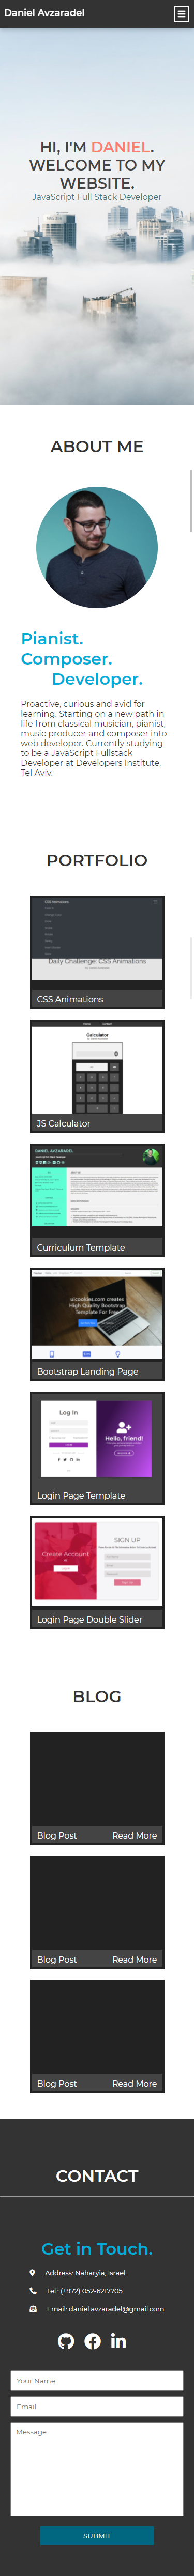 Daniel Avzaradel
HI, I'M DANIEL.
WELCOME TO MY
WEBSITE.
JavaScript Full Stack Developer
ABOUT ME
Pianist.
Composer.
Developer.
Proactive, curious and avid for
learning. Starting on a new path in
life from classical musician, pianist,
music producer and composer into
web developer. Currently studying
to be a JavaScript Fullstack
Developer at Developers Institute,
Tel Aviv.
PORTFOLIO
Daily Challenge: CSS Animations
CSS Animations
Calculator
0
JS Calculator
DANIEL AVZARADEL
Curriculum Template
uicookies.com creates
High Quality Bootstrap
Template For Free
Bootstrap Landing Page
Log In
Hello, friend!
Login Page Template
Create Account
SIGN UP
Login Page Double Slider
BLOG
Blog Post Read More
Blog Post Read More
Blog Post Read More
CONTACT
Get in Touch.
Address: Naharyia, Israel.
Tel.: (+972) 052-6217705
Email: daniel.avzaradel@gmail.com
Your Name
Email
Message
SUBMIT